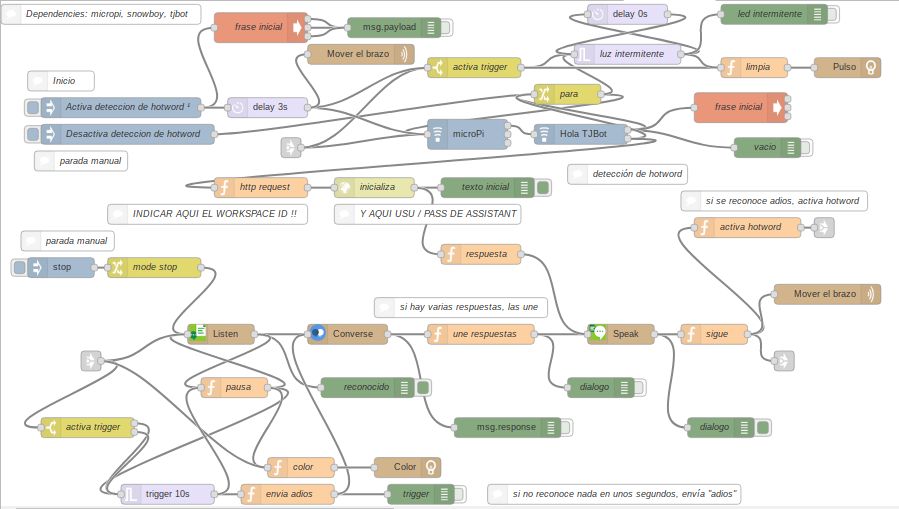 Dependencies: micropi, snowboy, tjbot
delay 0s
led intermitente
frase inicial
msg.payload
Mover el brazo
luz intermitente
activa trigger
limpia
Pulso
Inicio
para
Activa detección de hotword ¹
delay 3s
frase inicial
Desactiva deteccion de hotword
microPi
Hola TJBot
vacio
parada manual
detección de hotword
http request
inicializa
texto inicial
si se reconoce adios, activa hotword
INDICAR AQUI EL WORKSPACE ID !!
Y AQUI USU / PASS DE ASSISTANT
activa hotword
parada manual
respuesta
stop
mode stop
Mover el brazo
si hay varias respuestas, las une
Listen
Converse
une respuestas
Speak
sigue
pausa
reconocido
dialogo
activa trigger
msg.response
dialogo
color
Color
trigger 10s
envia adios
trigger
si no reconoce nada en unos segundos, envía "adios"